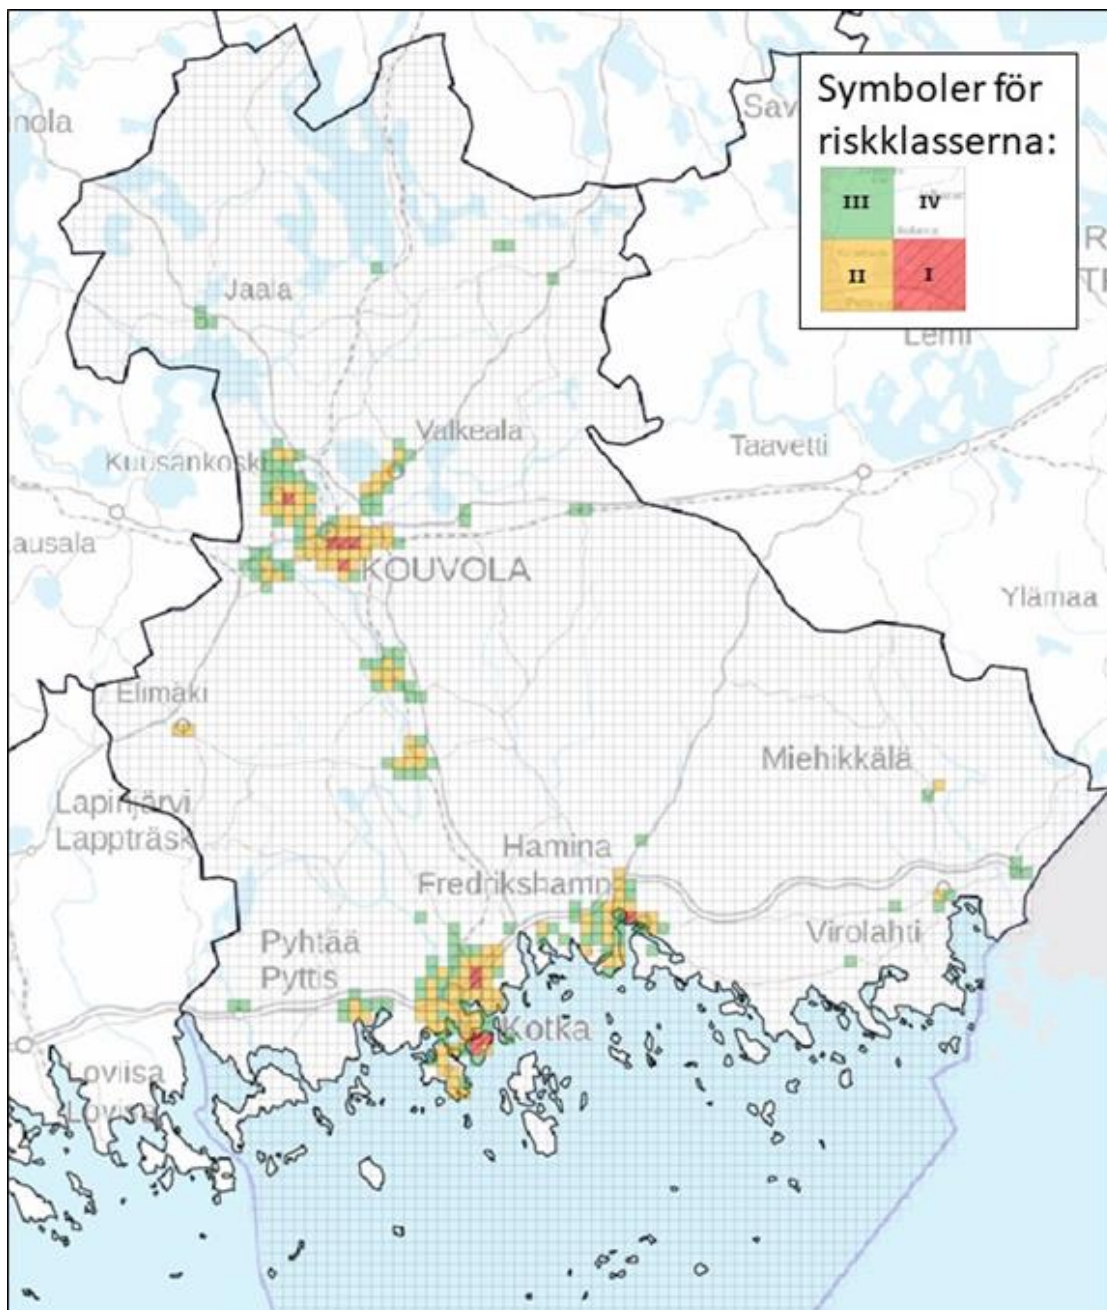 Symboler för
riskklasserna:
III
IV
II
I
nola
Sav
R
Jaala
Lemi
Valkeala
Taavetti
Kuusankoski
ausala
KOUVOLA
Ylämaa
Elimäki
Miehikkälä
Lapinjärvi
Lappträsk
Hamina
Fredrikshamn
Pyhtää
Pyttis
Virolahti
Kotka
Loviisa
Lovisa